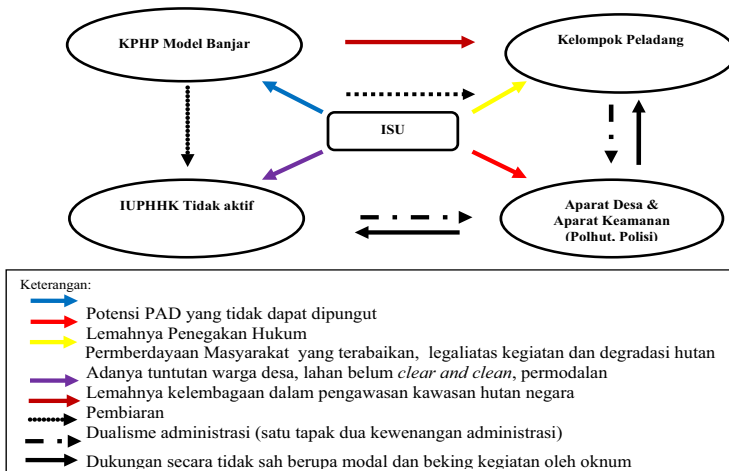 KPHP Model Banjar
Kelompok Peladang
ISU
IUPHHK Tidak aktif
Aparat Desa &
Aparat Keamanan
(Polhut, Polisi)
Keterangan:
Potensi PAD yang tidak dapat dipungut
Lemahnya Penegakan Hukum
Permberdayaan Masyarakat yang terabaikan, legaliatas kegiatan dan degradasi hutan
Adanya tuntutan warga desa, lahan belum clear and clean, permodalan
Lemahnya kelembagaan dalam pengawasan kawasan hutan negara
Pembiaran
Dualisme administrasi (satu tapak dua kewenangan administrasi)
Dukungan secara tidak sah berupa modal dan beking kegiatan oleh oknum